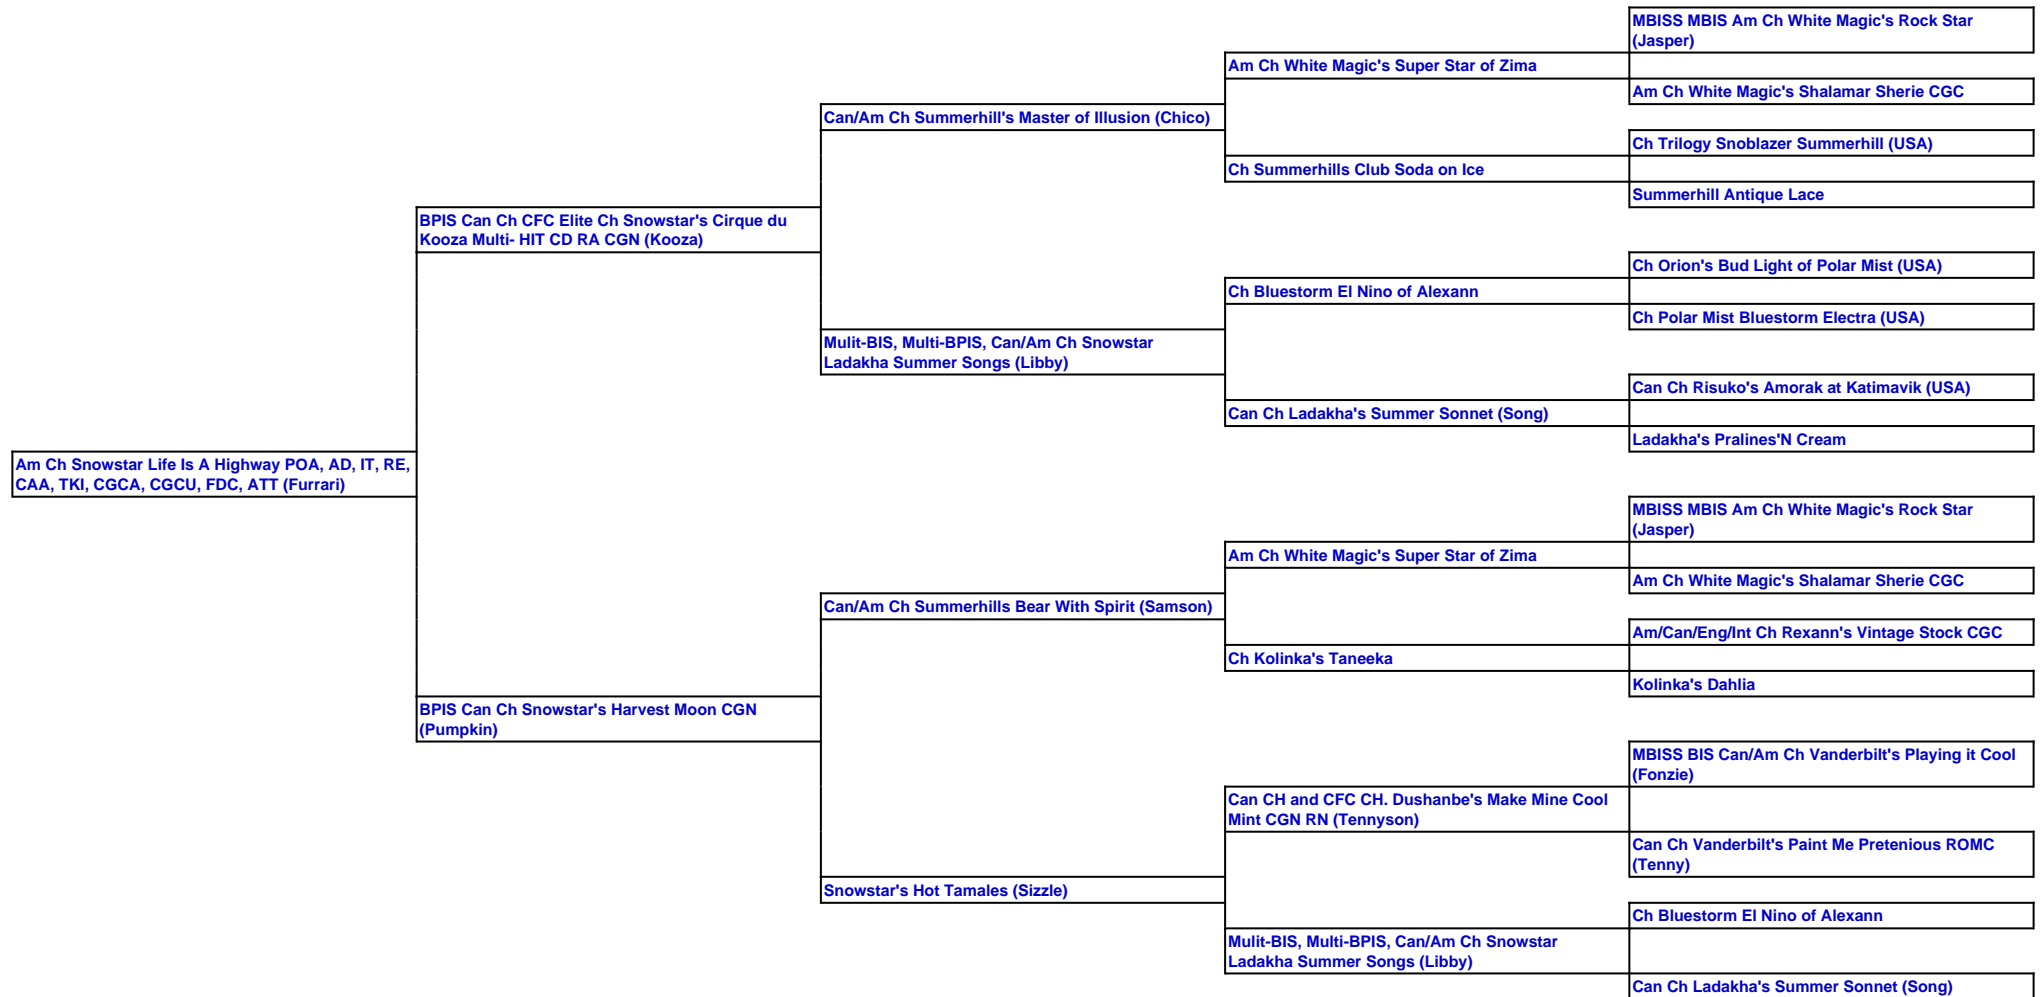 MBISS MBIS Am Ch White Magic's Rock Star
(Jasper)
Am Ch White Magic's Super Star of Zima
Am Ch White Magic's Shalamar Sherie CGC
Can/Am Ch Summerhill's Master of Illusion (Chico)
Ch Trilogy Snoblazer Summerhill (USA)
Ch Summerhills Club Soda on Ice
Summerhill Antique Lace
BPIS Can Ch CFC Elite Ch Snowstar's Cirque du
Kooza Multi- HIT CD RA CGN (Kooza)
Ch Orion's Bud Light of Polar Mist (USA)
Ch Bluestorm El Nino of Alexann
Ch Polar Mist Bluestorm Electra (USA)
Mulit-BIS, Multi-BPIS, Can/Am Ch Snowstar
Ladakha Summer Songs (Libby)
Can Ch Risuko's Amorak at Katimavik (USA)
Can Ch Ladakha's Summer Sonnet (Song)
Ladakha's Pralines'N Cream
Am Ch Snowstar Life Is A Highway POA, AD, IT, RE,
CAA, TKI, CGCA, CGCU, FDC, ATT (Furrari)
MBISS MBIS Am Ch White Magic's Rock Star
(Jasper)
Am Ch White Magic's Super Star of Zima
Am Ch White Magic's Shalamar Sherie CGC
Can/Am Ch Summerhills Bear With Spirit (Samson)
Am/Can/Eng/Int Ch Rexann's Vintage Stock CGC
Ch Kolinka's Taneeka
Kolinka's Dahlia
BPIS Can Ch Snowstar's Harvest Moon CGN
(Pumpkin)
MBISS BIS Can/Am Ch Vanderbilt's Playing it Cool
(Fonzie)
Can CH and CFC CH. Dushanbe's Make Mine Cool
Mint CGN RN (Tennyson)
Can Ch Vanderbilt's Paint Me Pretenious ROMC
(Tenny)
Snowstar's Hot Tamales (Sizzle)
Ch Bluestorm El Nino of Alexann
Mulit-BIS, Multi-BPIS, Can/Am Ch Snowstar
Ladakha Summer Songs (Libby)
Can Ch Ladakha's Summer Sonnet (Song)